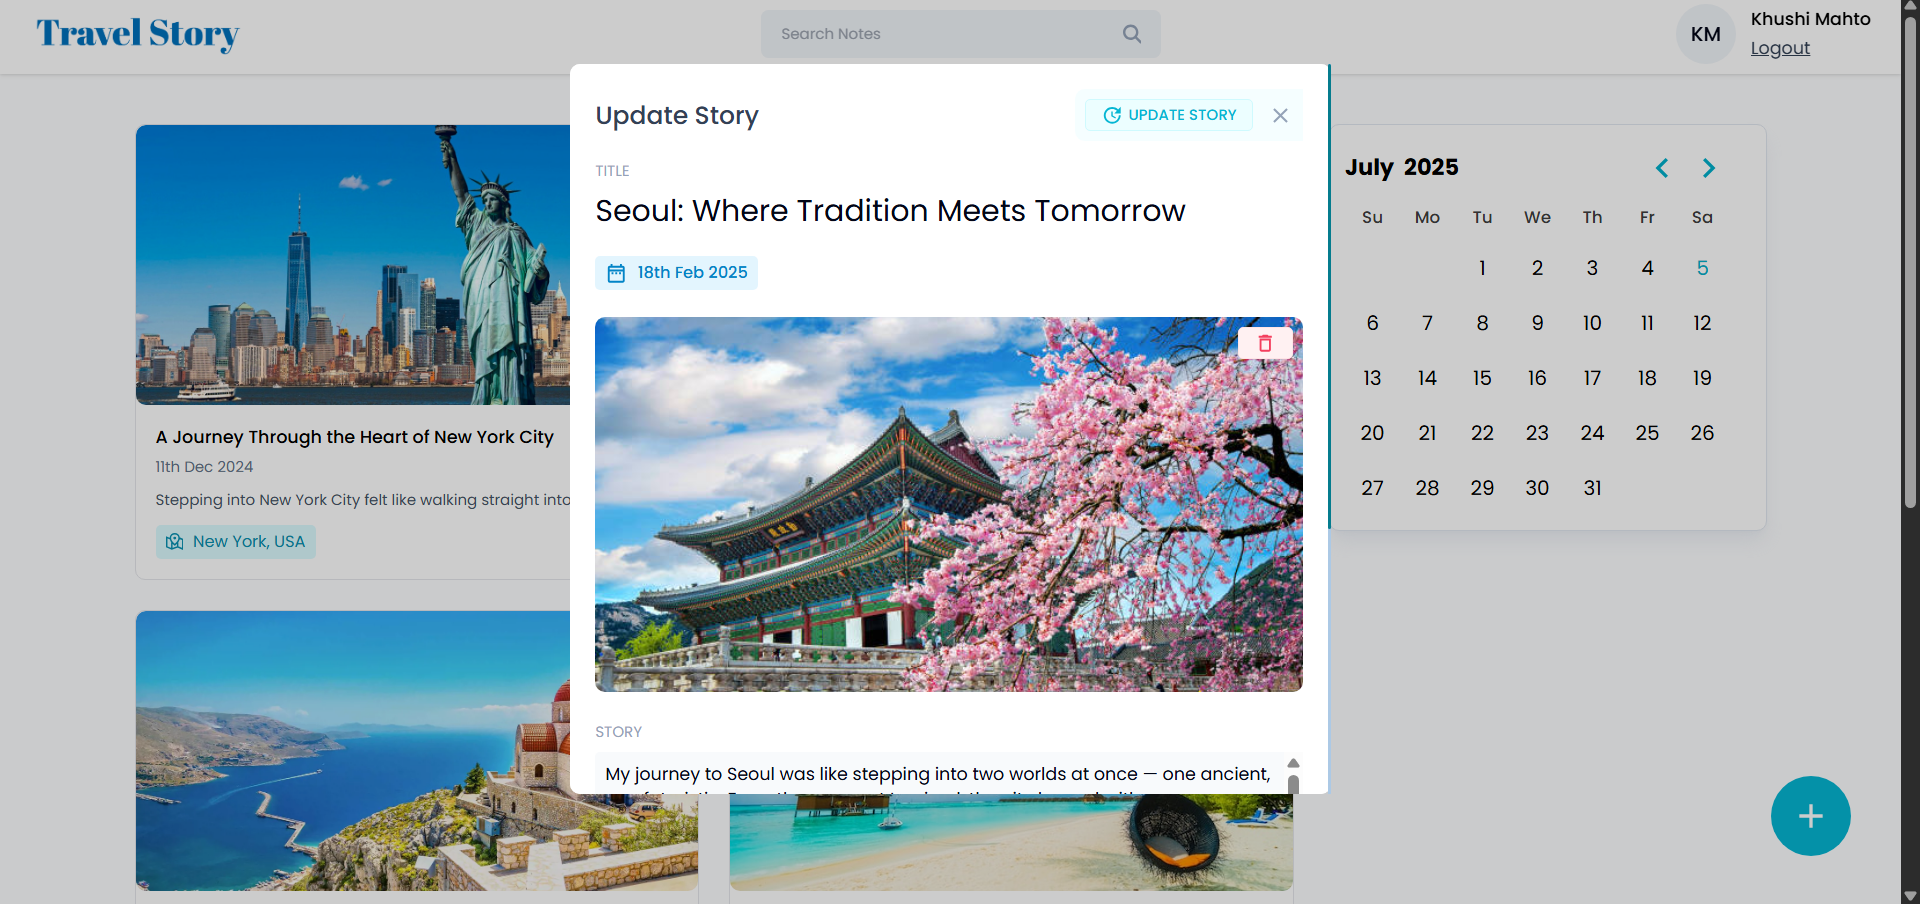 Travel Story
Search Notes
KM
Khushi Mahto
Logout
Update Story
UPDATE STORY
TITLE
Seoul: Where Tradition Meets Tomorrow
18th Feb 2025
STORY
My journey to Seoul was like stepping into two worlds at once — one ancient,
A Journey Through the Heart of New York City
11th Dec 2024
Stepping into New York City felt like walking straight into
New York, USA
July 2025
Su Mo Tu We Th Fr Sa
1 2 3 4 5
6 7 8 9 10 11 12
13 14 15 16 17 18 19
20 21 22 23 24 25 26
27 28 29 30 31